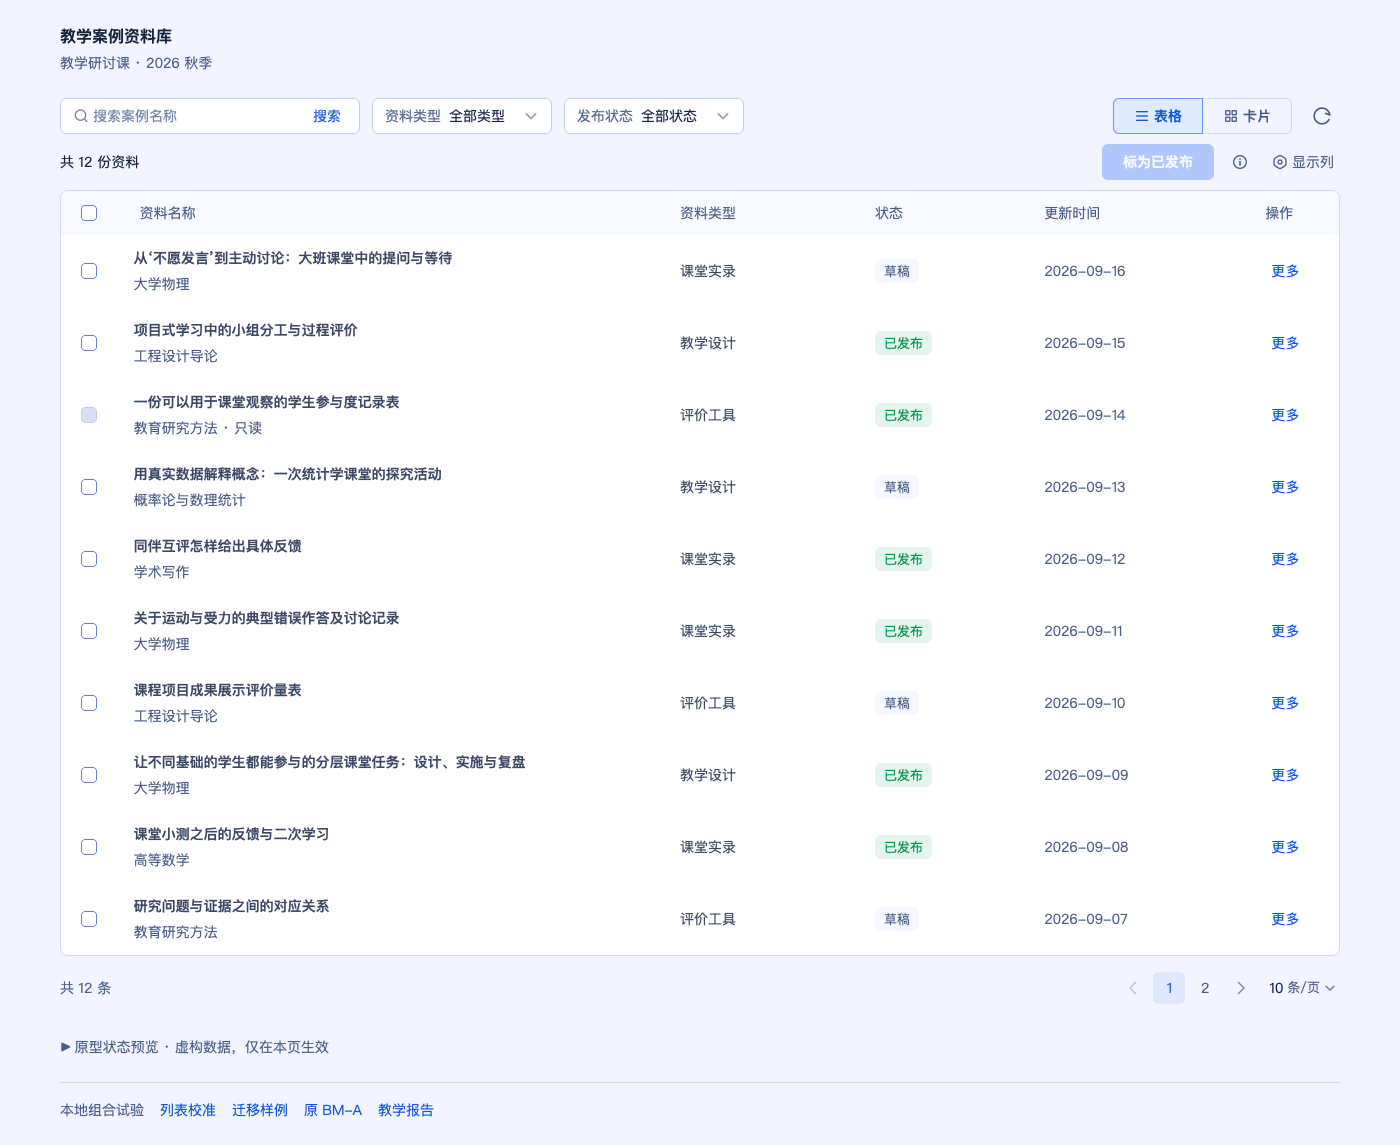 教学案例资料库
教学研讨课 · 2026 秋季
搜索案例名称 搜索 资料类型 全部类型 发布状态 全部状态 表格 卡片
共 12 份资料 标为已发布 显示列
资料名称 资料类型 状态 更新时间 操作
从‘不愿发言’到主动讨论：大班课堂中的提问与等待
大学物理 课堂实录 草稿 2026-09-16 更多
项目式学习中的小组分工与过程评价
工程设计导论 教学设计 已发布 2026-09-15 更多
一份可以用于课堂观察的学生参与度记录表
教育研究方法 · 只读 评价工具 已发布 2026-09-14 更多
用真实数据解释概念：一次统计学课堂的探究活动
概率论与数理统计 教学设计 草稿 2026-09-13 更多
同伴互评怎样给出具体反馈
学术写作 课堂实录 已发布 2026-09-12 更多
关于运动与受力的典型错误作答及讨论记录
大学物理 课堂实录 已发布 2026-09-11 更多
课程项目成果展示评价量表
工程设计导论 评价工具 草稿 2026-09-10 更多
让不同基础的学生都能参与的分层课堂任务：设计、实施与复盘
大学物理 教学设计 已发布 2026-09-09 更多
课堂小测之后的反馈与二次学习
高等数学 课堂实录 已发布 2026-09-08 更多
研究问题与证据之间的对应关系
教育研究方法 评价工具 草稿 2026-09-07 更多
共 12 条 1 2 10 条/页
原型状态预览 · 虚构数据，仅在本页生效
本地组合试验 列表校准 迁移样例 原 BM-A 教学报告